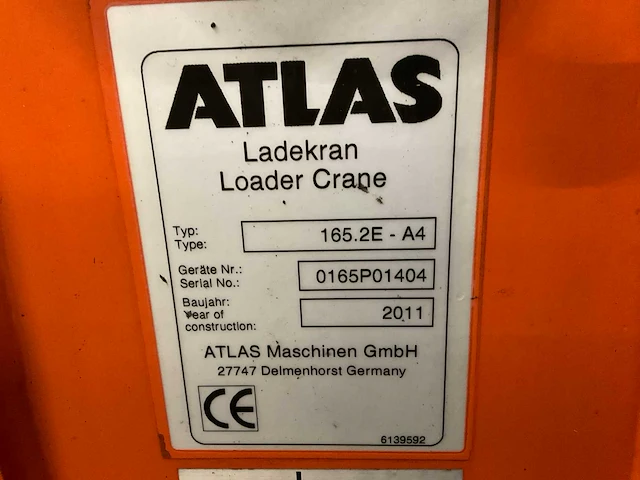 ATLAS
Ladekran
Loader Crane
Typ:
Type:
165.2E - A4
Geräte Nr.:
Serial No.:
0165P01404
Baujahr:
Year of
construction:
2011
ATLAS Maschinen GmbH
27747 Delmenhorst Germany
CE
6139592